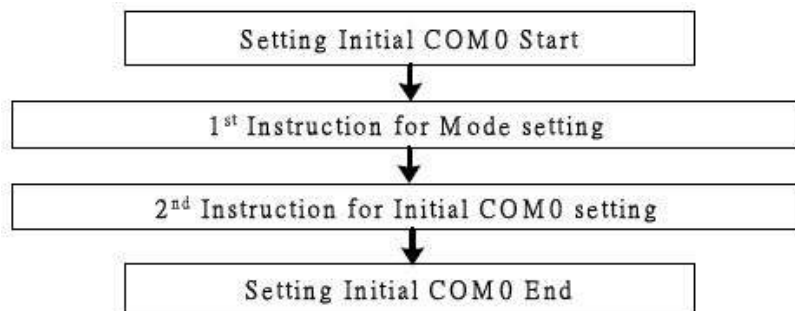 Setting Initial COM0 Start
1st Instruction for Mode setting
2nd Instruction for Initial COM0 setting
Setting Initial COM0 End